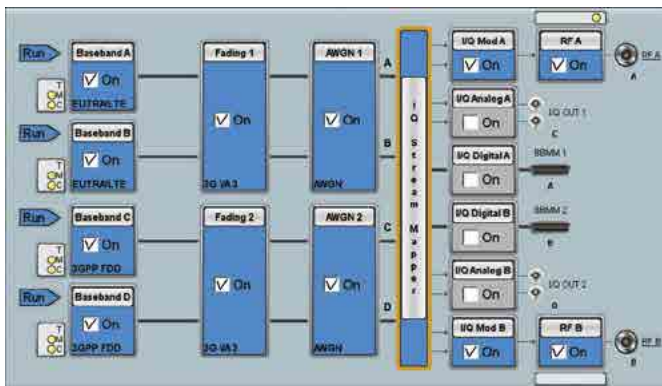 Run
Baseband A
On
EUTRA/LTE
T
M
C
Fading 1
On
3G VA3
AWGN 1
On
AWGN
A
B
Run
Baseband B
On
EUTRA/LTE
T
M
C
Run
Baseband C
On
3GPP FDD
T
M
C
Fading 2
On
3G VA3
AWGN 2
On
AWGN
C
D
Run
Baseband D
On
3GPP FDD
T
M
C
IQ Stream Mapper
I/Q Mod A
On
RF A
On
RF A
A
I/Q Analog A
On
I/Q OUT 1
C
I/Q Digital A
On
BBMM 1
A
I/Q Digital B
On
BBMM 2
B
I/Q Analog B
On
I/Q OUT 2
D
I/Q Mod B
On
RF B
On
RF B
B